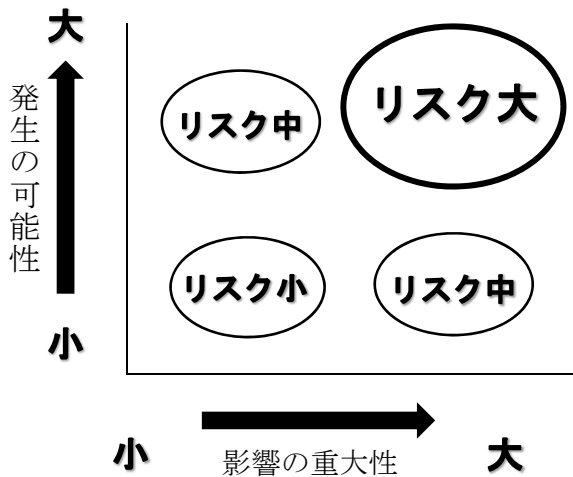 大
発生の可能性
小
リスク中
リスク大
リスク小
リスク中
小
影響の重大性
大